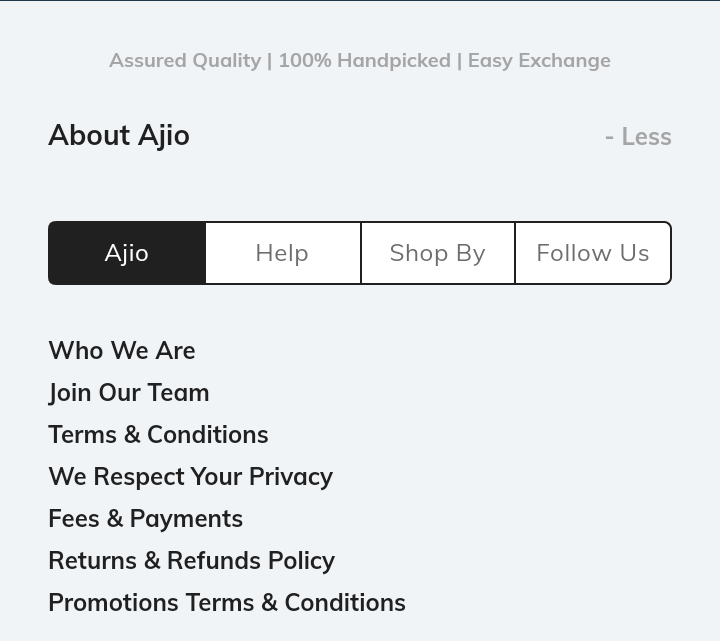 Assured Quality | 100% Handpicked | Easy Exchange
About Ajio - Less
Ajio Help Shop By Follow Us
Who We Are
Join Our Team
Terms & Conditions
We Respect Your Privacy
Fees & Payments
Returns & Refunds Policy
Promotions Terms & Conditions